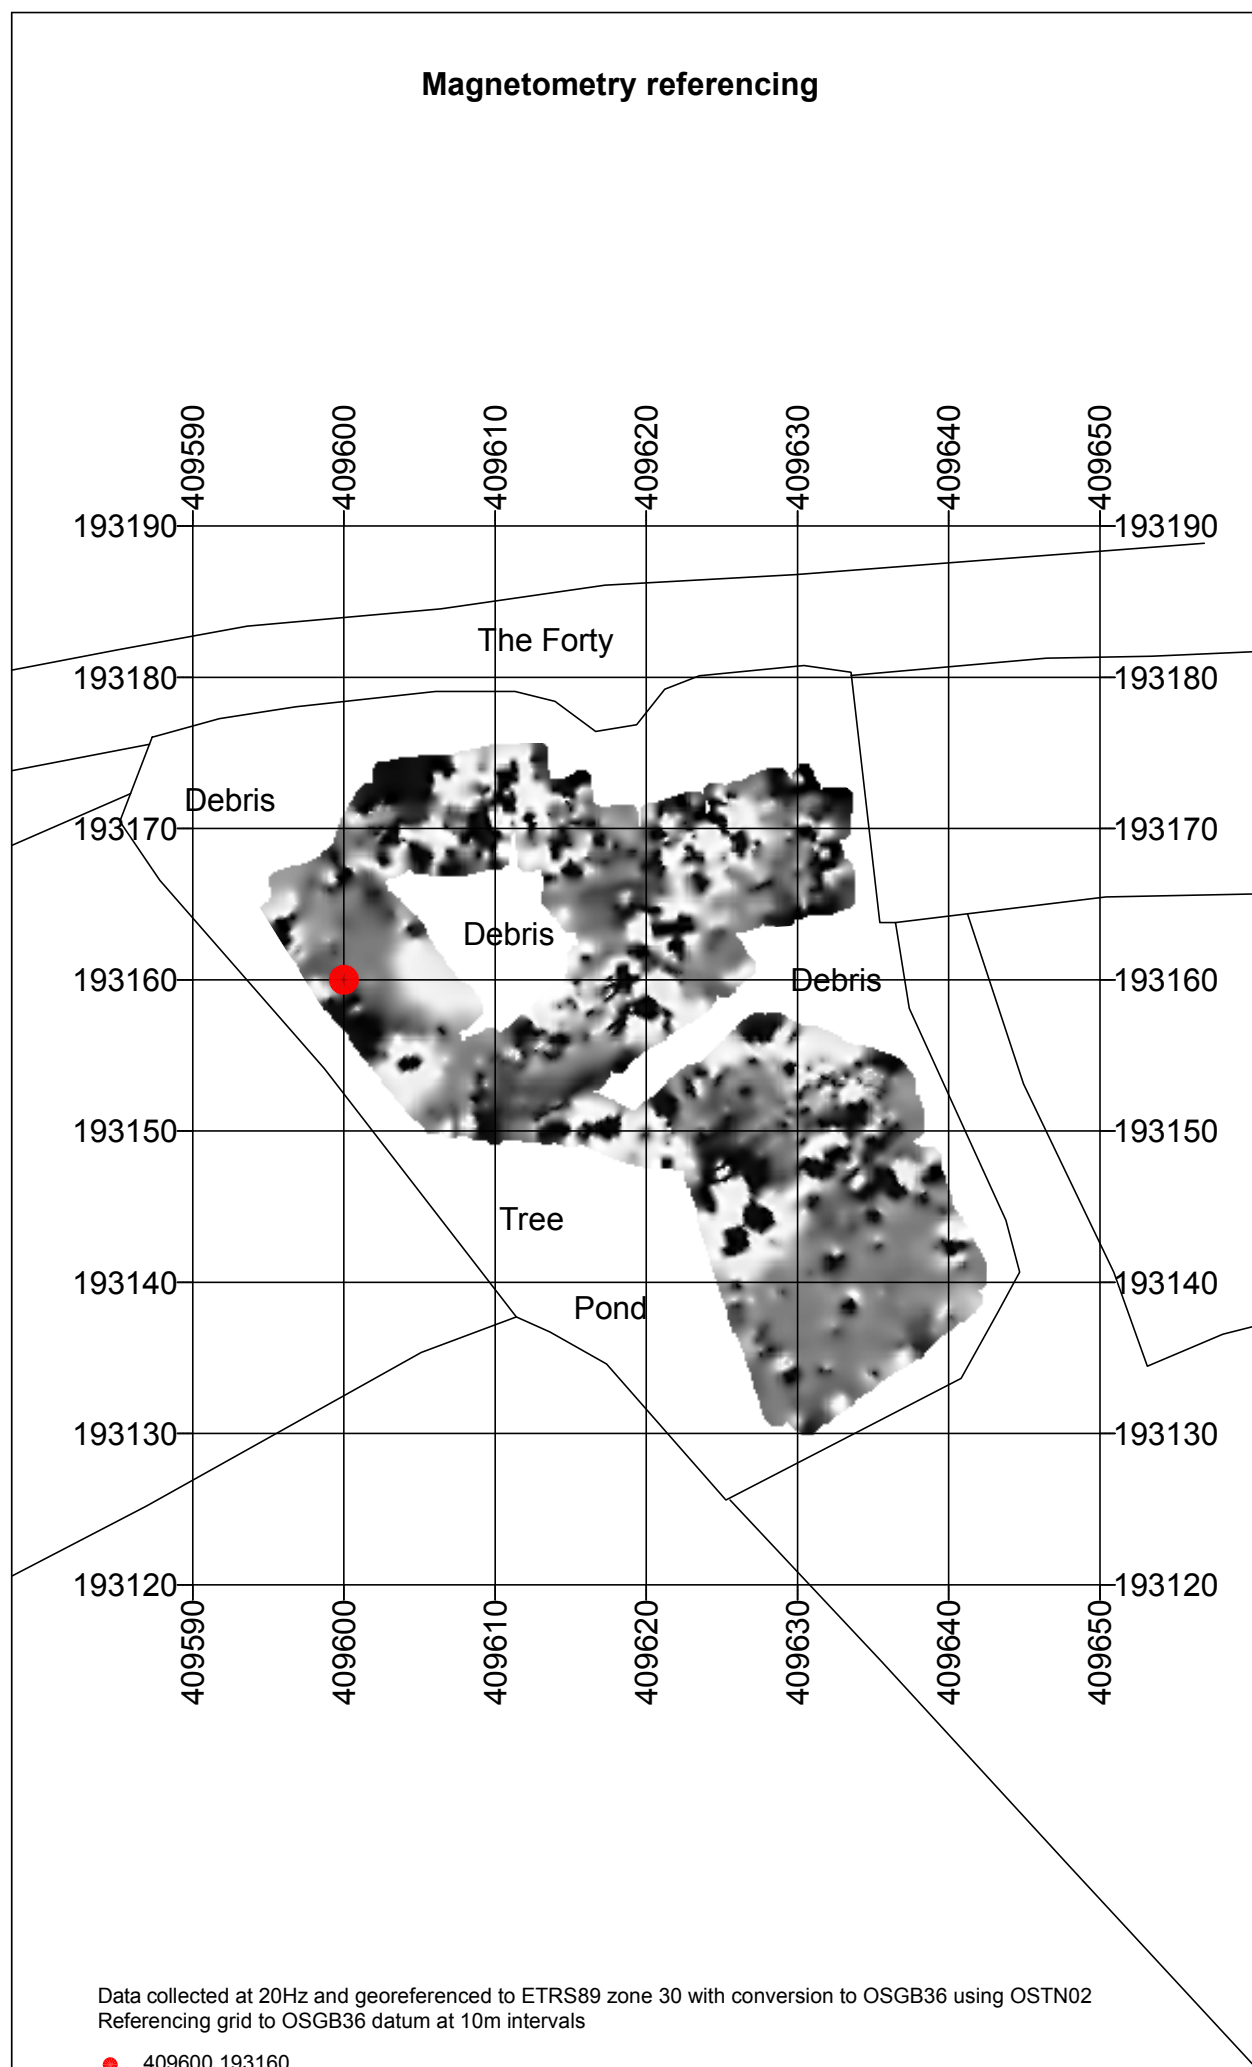 Magnetometry referencing
409590 409600 409610 409620 409630 409640 409650
193190 193190
The Forty
193180 193180
Debris
193170 193170
Debris
193160 Debris 193160
193150 193150
Tree
193140 193140
Pond
193130 193130
193120 193120
409590 409600 409610 409620 409630 409640 409650
Data collected at 20Hz and georeferenced to ETRS89 zone 30 with conversion to OSGB36 using OSTN02
Referencing grid to OSGB36 datum at 10m intervals
409600 193160